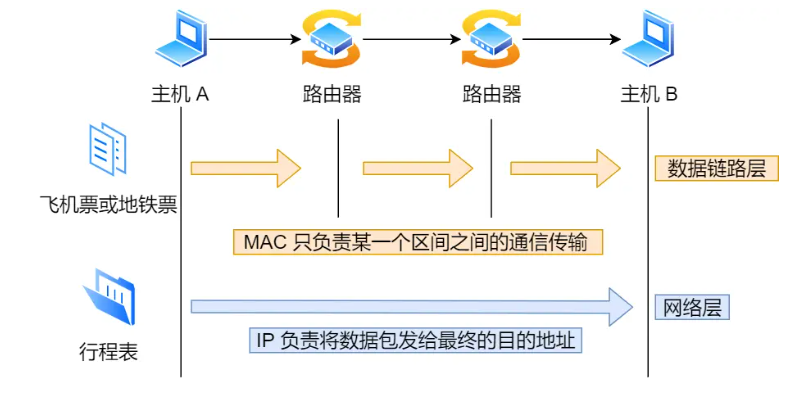 主机 A
路由器
路由器
主机 B
飞机票或地铁票
数据链路层
MAC 只负责某一个区间之间的通信传输
行程表
网络层
IP 负责将数据包发给最终的目的地址